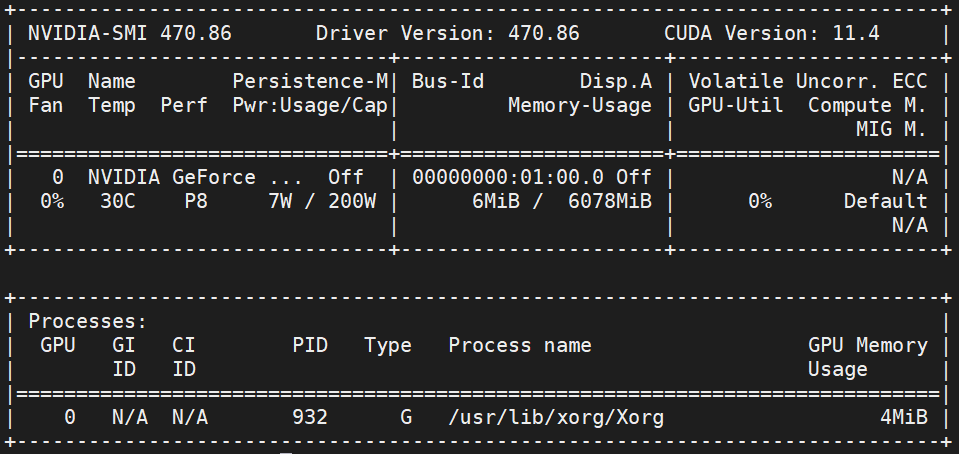 +-----------------------------------------------------------------------------+
| NVIDIA-SMI 470.86       Driver Version: 470.86       CUDA Version: 11.4     |
|-------------------------------+----------------------+----------------------+
| GPU  Name        Persistence-M| Bus-Id        Disp.A | Volatile Uncorr. ECC |
| Fan  Temp  Perf  Pwr:Usage/Cap|         Memory-Usage | GPU-Util  Compute M. |
|                               |                      |               MIG M. |
|===============================+======================+======================|
|   0  NVIDIA GeForce ...  Off  | 00000000:01:00.0 Off |                  N/A |
|  0%   30C    P8     7W / 200W |      6MiB /  6078MiB |      0%      Default |
|                               |                      |                  N/A |
+-------------------------------+----------------------+----------------------+

+-----------------------------------------------------------------------------+
| Processes:                                                                  |
|  GPU   GI   CI        PID   Type   Process name                  GPU Memory |
|        ID   ID                                                   Usage      |
|=============================================================================|
|    0   N/A  N/A       932      G   /usr/lib/xorg/Xorg                  4MiB |
+-----------------------------------------------------------------------------+